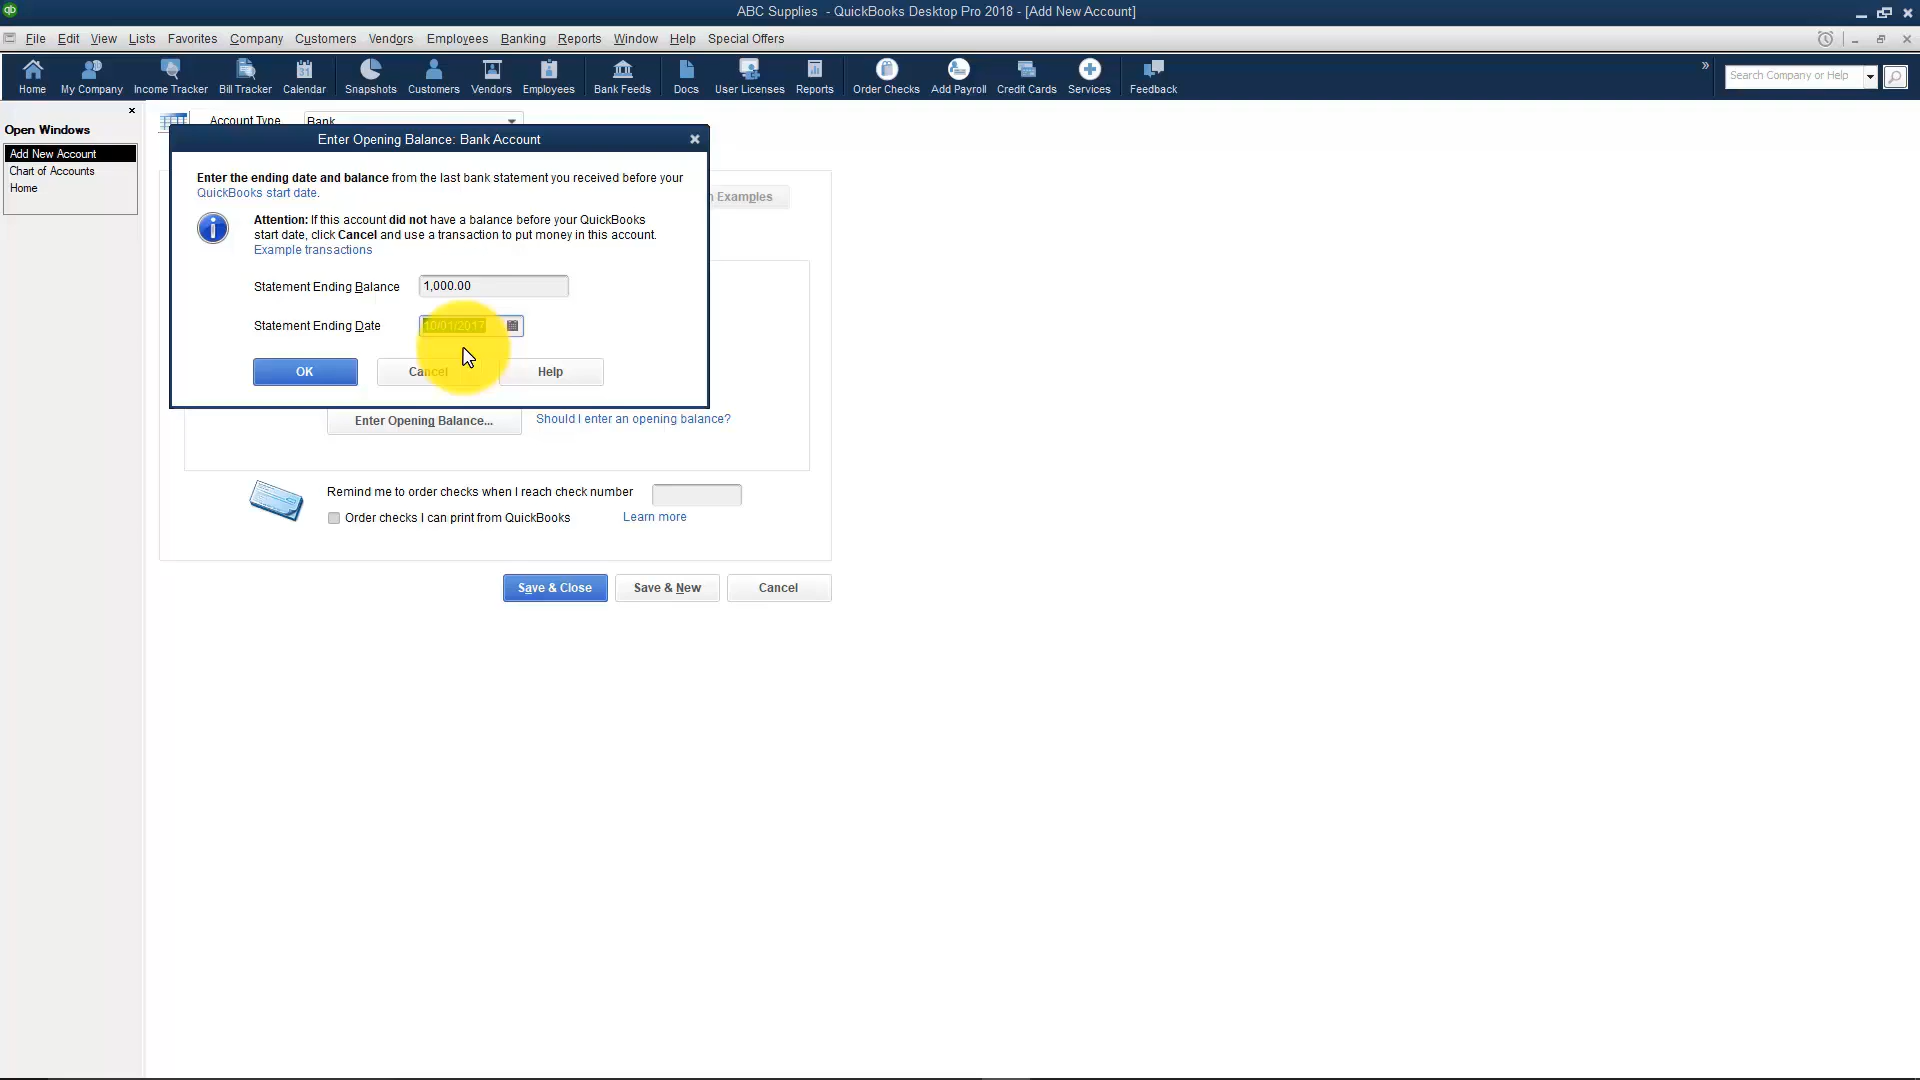 qb
ABC Supplies - QuickBooks Desktop Pro 2018 - [Add New Account]
File Edit View Lists Favorites Company Customers Vendors Employees Banking Reports Window Help Special Offers
Home My Company Income Tracker Bill Tracker Calendar Snapshots Customers Vendors Employees Bank Feeds Docs User Licenses Reports Order Checks Add Payroll Credit Cards Services Feedback
Search Company or Help
Open Windows
Add New Account
Chart of Accounts
Home
Account Type Bank
Enter Opening Balance: Bank Account
Enter the ending date and balance from the last bank statement you received before your
QuickBooks start date.
Examples
Attention: If this account did not have a balance before your QuickBooks
start date, click Cancel and use a transaction to put money in this account.
Example transactions
Statement Ending Balance 1,000.00
Statement Ending Date 10/01/2017
OK Cancel Help
Enter Opening Balance... Should I enter an opening balance?
Remind me to order checks when I reach check number
Order checks I can print from QuickBooks Learn more
Save & Close Save & New Cancel